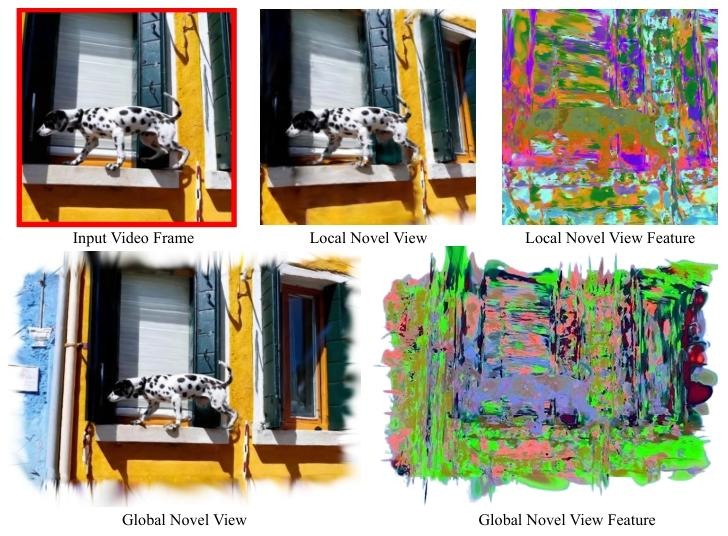 Input Video Frame
Local Novel View
Local Novel View Feature
Global Novel View
Global Novel View Feature